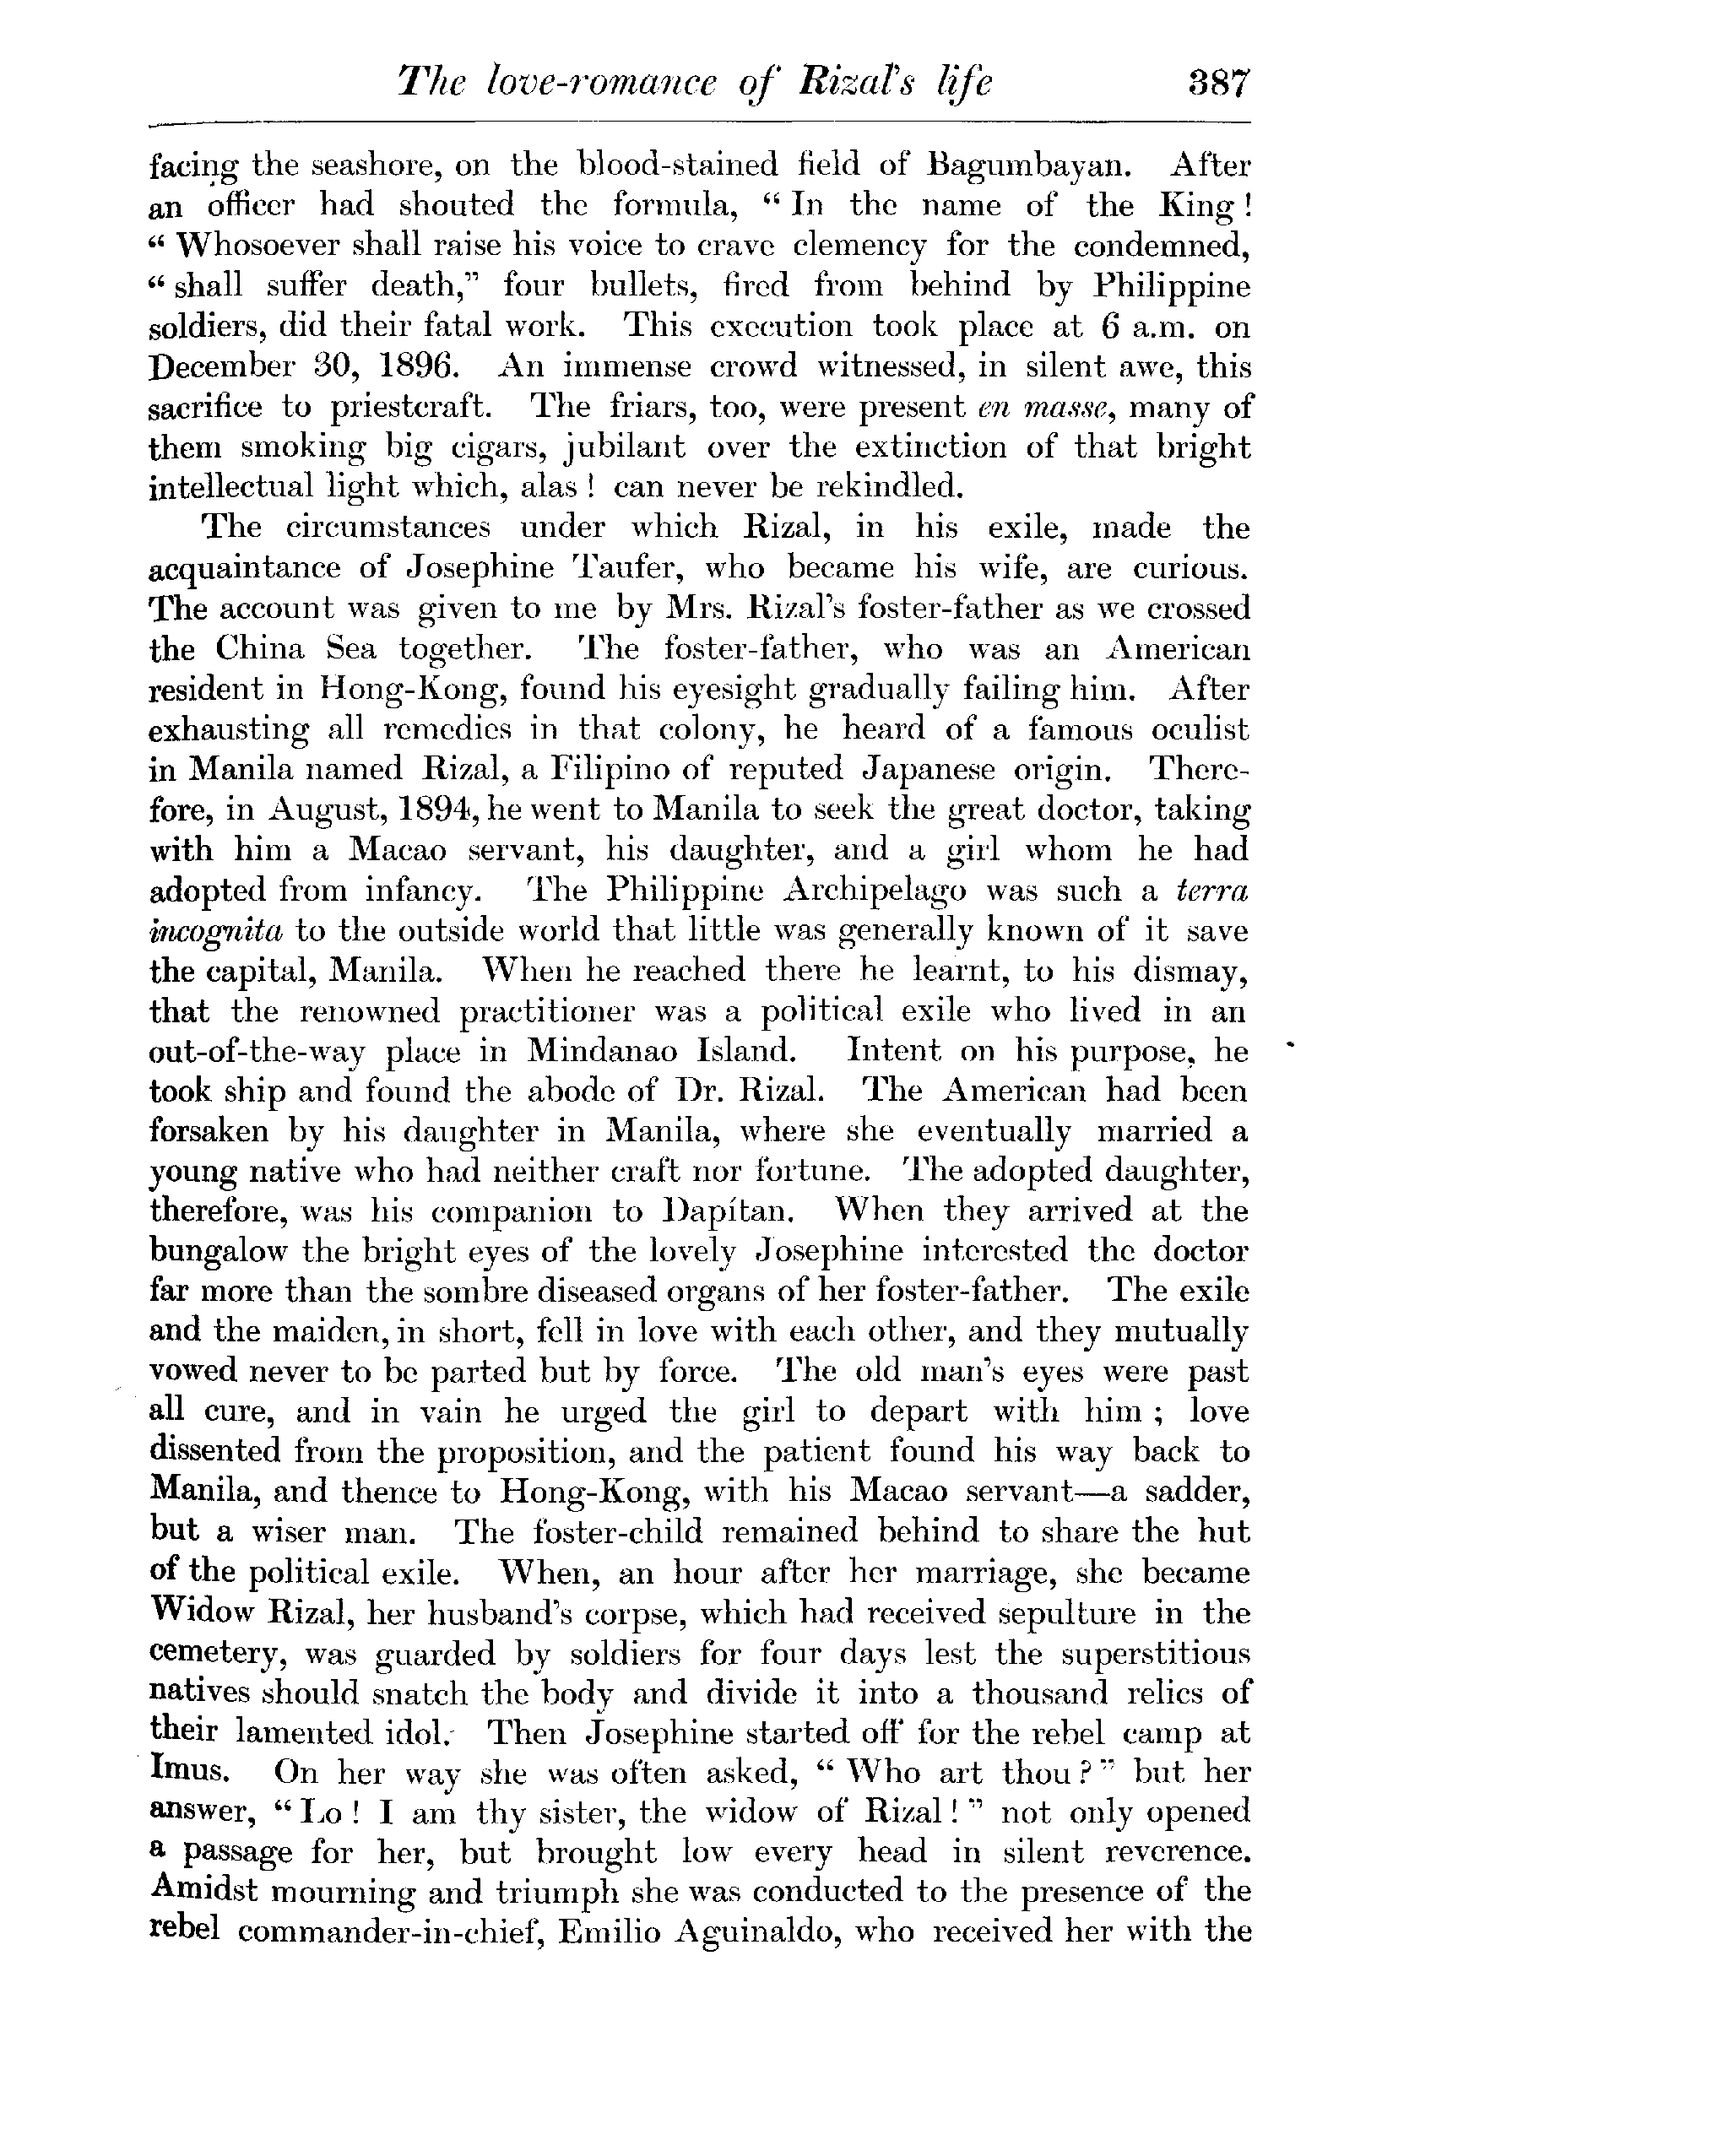 The love-romance of Rizal's life 387
facing the seashore, on the blood-stained field of Bagumbayan. After
an officer had shouted the formula, “ In the name of the King !
“ Whosoever shall raise his voice to crave clemency for the condemned,
“ shall suffer death,” four bullets, fired from behind by Philippine
soldiers, did their fatal work. This execution took place at 6 a.m. on
December 30, 1896. An immense crowd witnessed, in silent awe, this
sacrifice to priestcraft. The friars, too, were present en masse, many of
them smoking big cigars, jubilant over the extinction of that bright
intellectual light which, alas ! can never be rekindled.
The circumstances under which Rizal, in his exile, made the
acquaintance of Josephine Taufer, who became his wife, are curious.
The account was given to me by Mrs. Rizal's foster-father as we crossed
the China Sea together. The foster-father, who was an American
resident in Hong-Kong, found his eyesight gradually failing him. After
exhausting all remedies in that colony, he heard of a famous oculist
in Manila named Rizal, a Filipino of reputed Japanese origin. There-
fore, in August, 1894, he went to Manila to seek the great doctor, taking
with him a Macao servant, his daughter, and a girl whom he had
adopted from infancy. The Philippine Archipelago was such a terra
incognita to the outside world that little was generally known of it save
the capital, Manila. When he reached there he learnt, to his dismay,
that the renowned practitioner was a political exile who lived in an
out-of-the-way place in Mindanao Island. Intent on his purpose, he
took ship and found the abode of Dr. Rizal. The American had been
forsaken by his daughter in Manila, where she eventually married a
young native who had neither craft nor fortune. The adopted daughter,
therefore, was his companion to Dapítan. When they arrived at the
bungalow the bright eyes of the lovely Josephine interested the doctor
far more than the sombre diseased organs of her foster-father. The exile
and the maiden, in short, fell in love with each other, and they mutually
vowed never to be parted but by force. The old man's eyes were past
all cure, and in vain he urged the girl to depart with him ; love
dissented from the proposition, and the patient found his way back to
Manila, and thence to Hong-Kong, with his Macao servant—a sadder,
but a wiser man. The foster-child remained behind to share the hut
of the political exile. When, an hour after her marriage, she became
Widow Rizal, her husband's corpse, which had received sepulture in the
cemetery, was guarded by soldiers for four days lest the superstitious
natives should snatch the body and divide it into a thousand relics of
their lamented idol. Then Josephine started off for the rebel camp at
Imus. On her way she was often asked, “ Who art thou ? ” but her
answer, “ Lo ! I am thy sister, the widow of Rizal ! ” not only opened
a passage for her, but brought low every head in silent reverence.
Amidst mourning and triumph she was conducted to the presence of the
rebel commander-in-chief, Emilio Aguinaldo, who received her with the